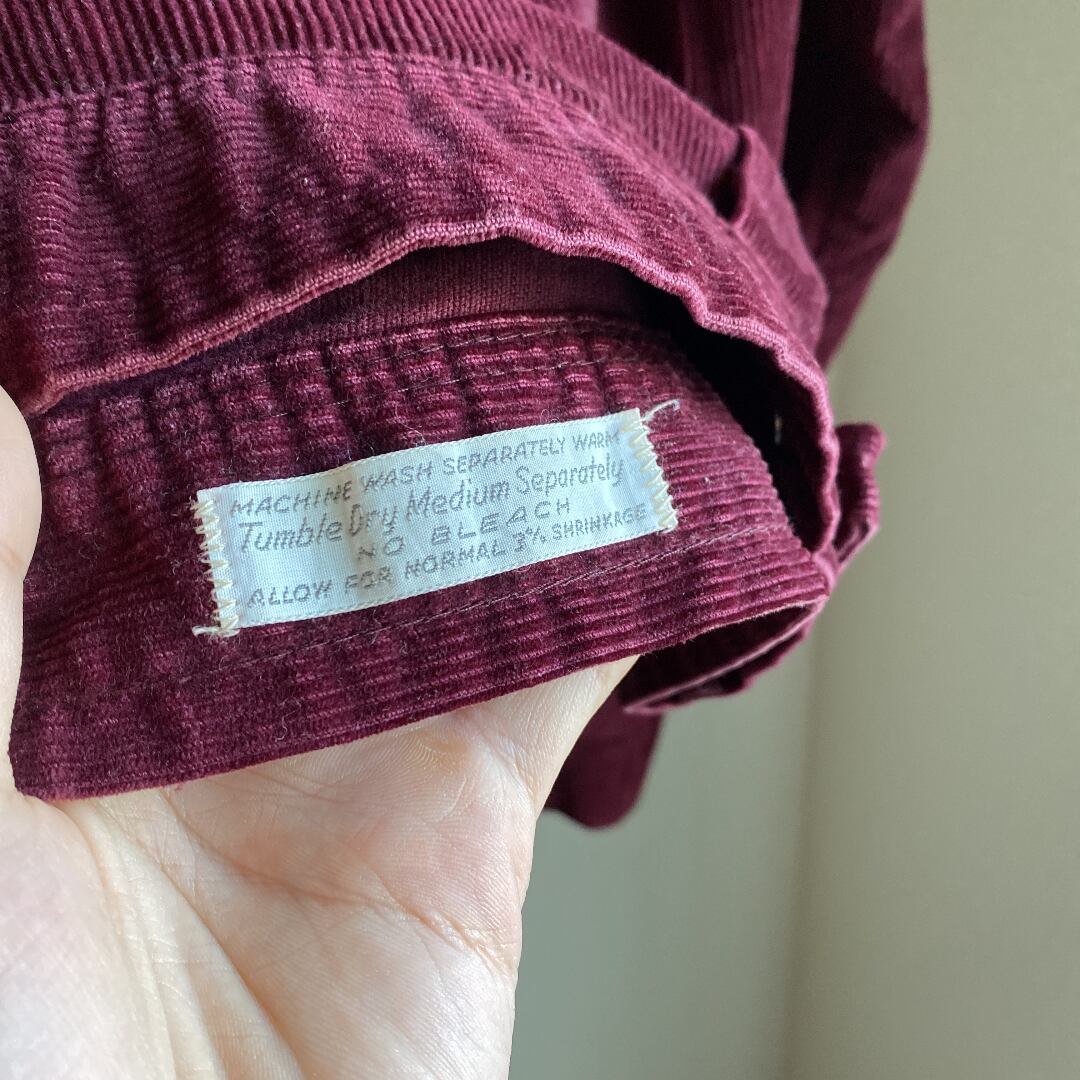 MACHINE WASH SEPARATELY WARM
Tumble Dry Medium Separately
NO BLEACH
ALLOW FOR NORMAL 3% SHRINKAGE